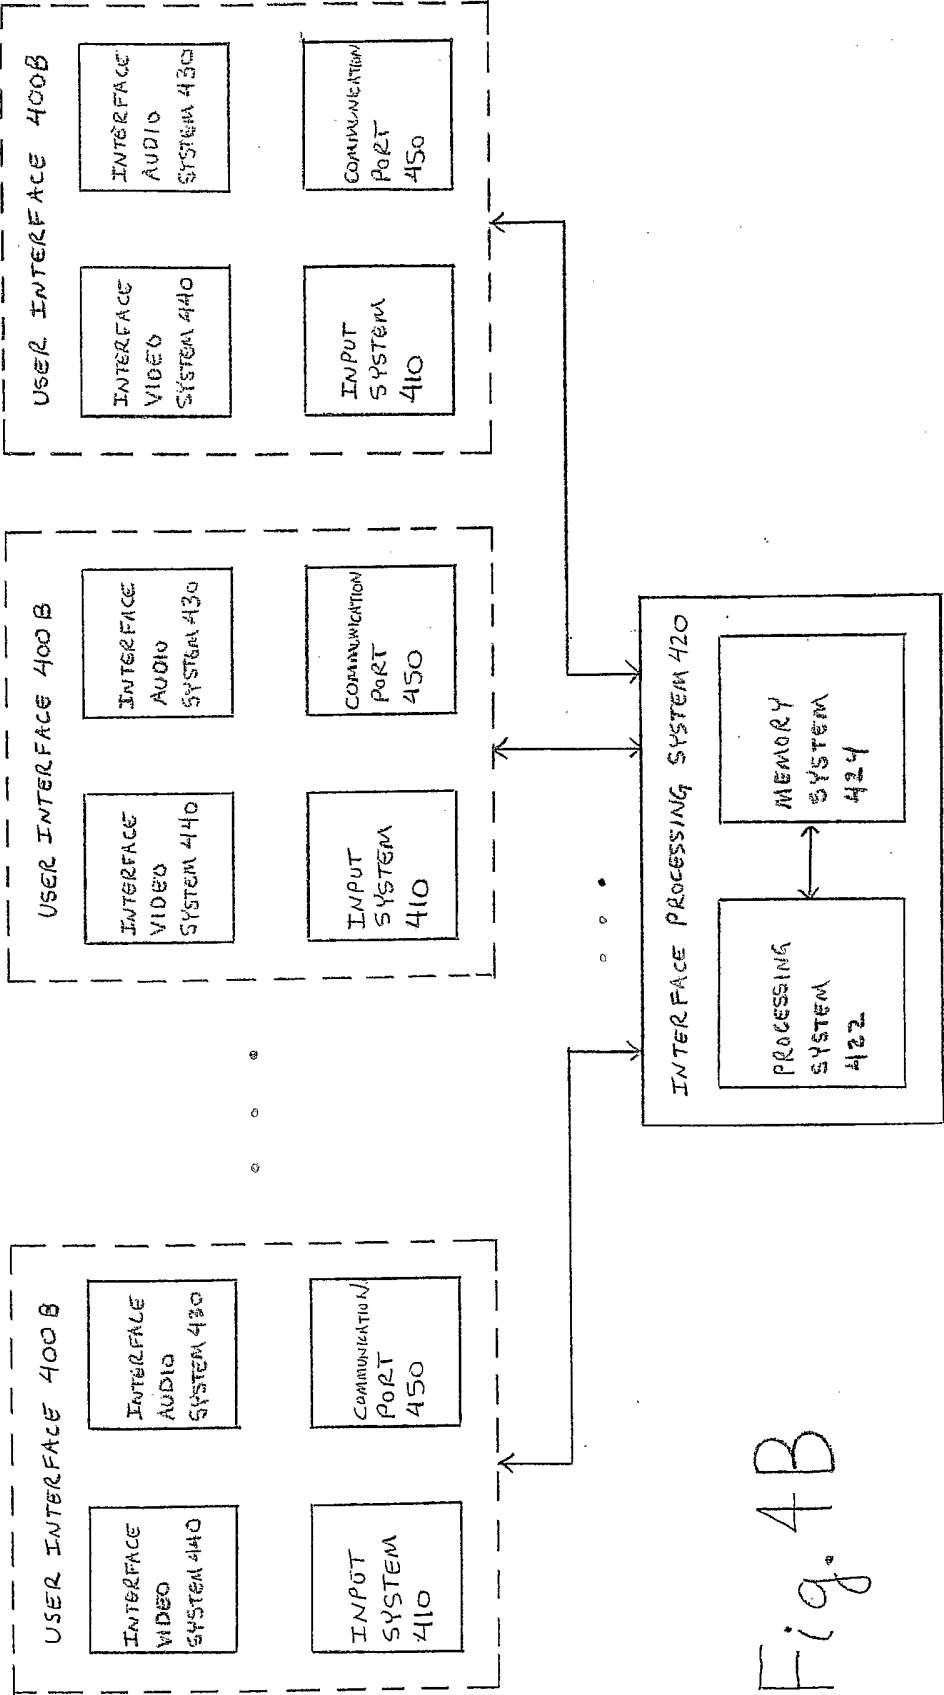 USER INTERFACE 400B
INTERFACE
VIDEO
SYSTEM 440
INTERFACE
AUDIO
SYSTEM 430
INPUT
SYSTEM
410
COMMUNICATION
PORT
450
USER INTERFACE 400B
INTERFACE
VIDEO
SYSTEM 440
INTERFACE
AUDIO
SYSTEM 430
INPUT
SYSTEM
410
COMMUNICATION
PORT
450
USER INTERFACE 400B
INTERFACE
VIDEO
SYSTEM 440
INTERFACE
AUDIO
SYSTEM 430
INPUT
SYSTEM
410
COMMUNICATION
PORT
450
INTERFACE PROCESSING SYSTEM 420
PROCESSING
SYSTEM
422
MEMORY
SYSTEM
424
Fig. 4B